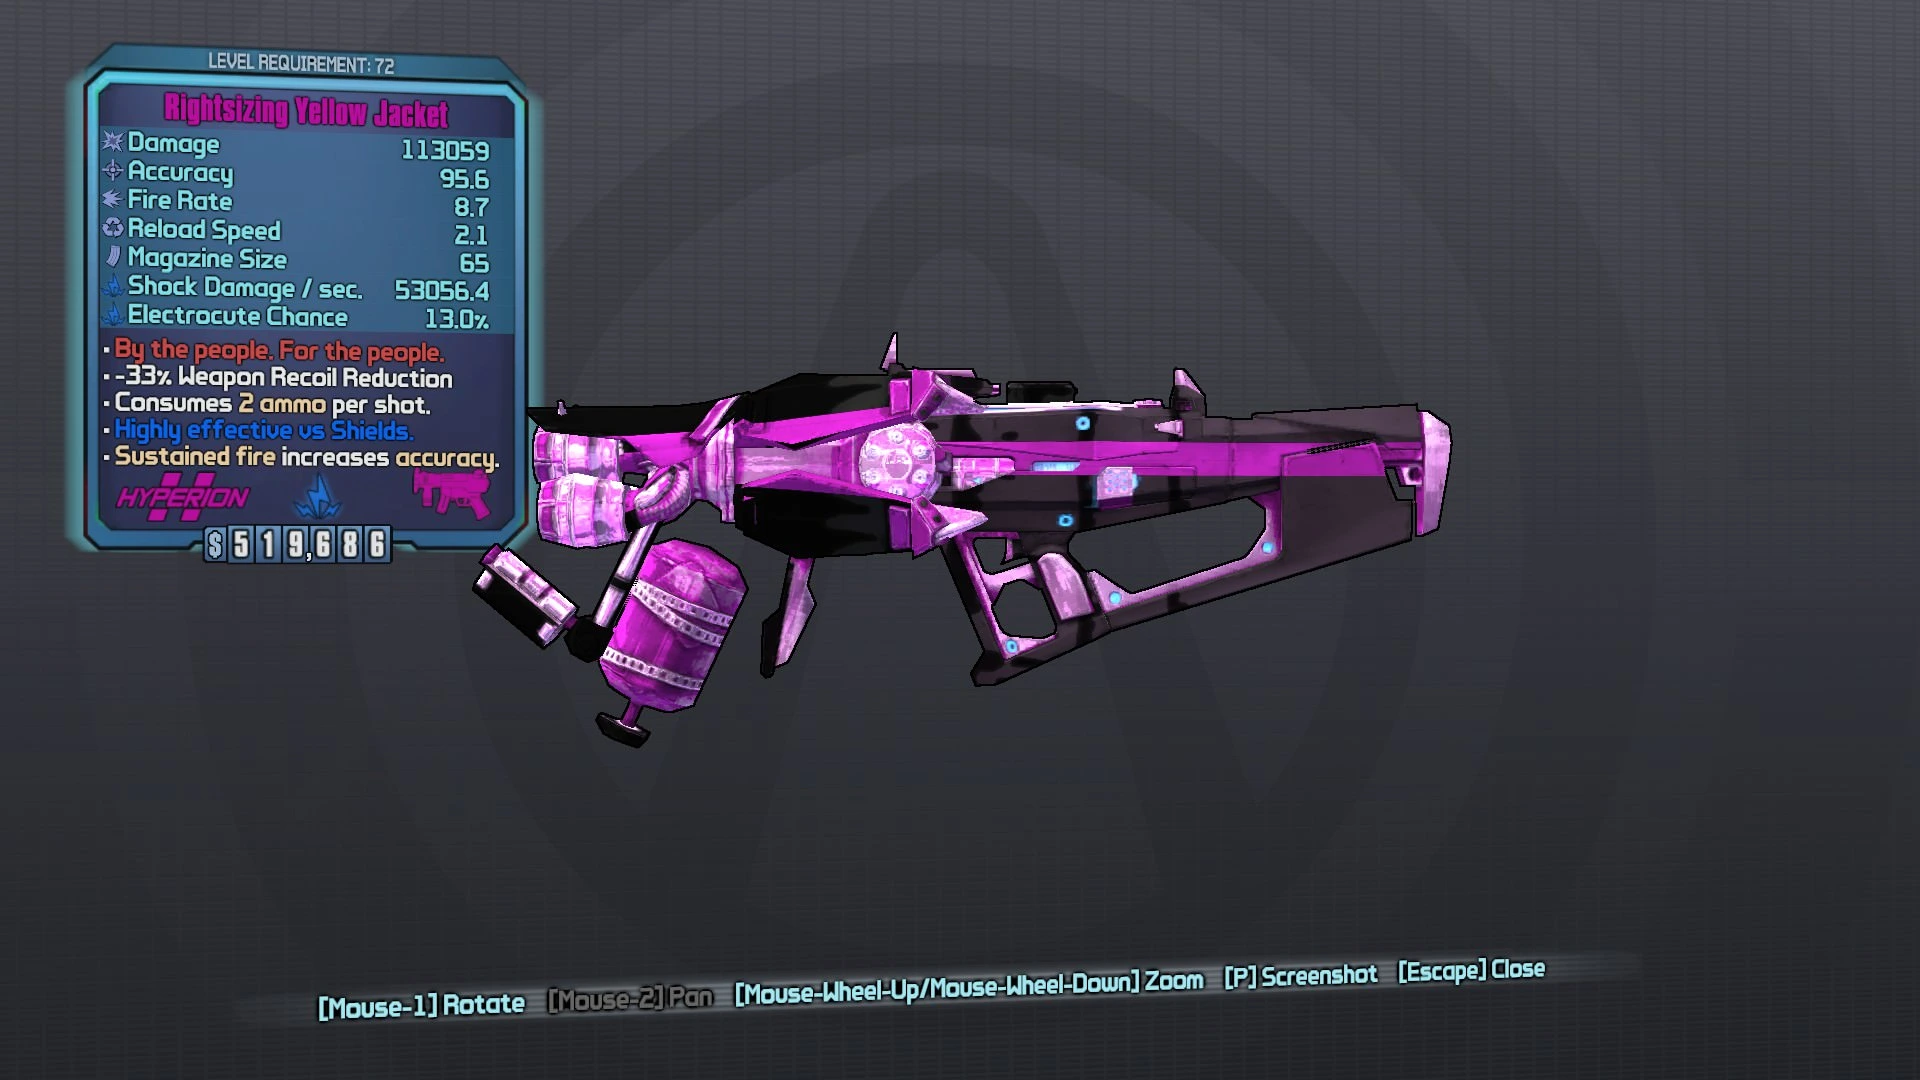 LEVEL REQUIREMENT: 72
Rightsizing Yellow Jacket
Damage 113059
Accuracy 95.6
Fire Rate 8.7
Reload Speed 2.1
Magazine Size 65
Shock Damage / sec. 53056.4
Electrocute Chance 13.0%
• By the people. For the people.
• -33% Weapon Recoil Reduction
• Consumes 2 ammo per shot.
• Highly effective vs Shields.
• Sustained fire increases accuracy.
HYPERION
$519,686
[Mouse-1] Rotate [Mouse-2] Pan [Mouse-Wheel-Up/Mouse-Wheel-Down] Zoom [P] Screenshot [Escape] Close